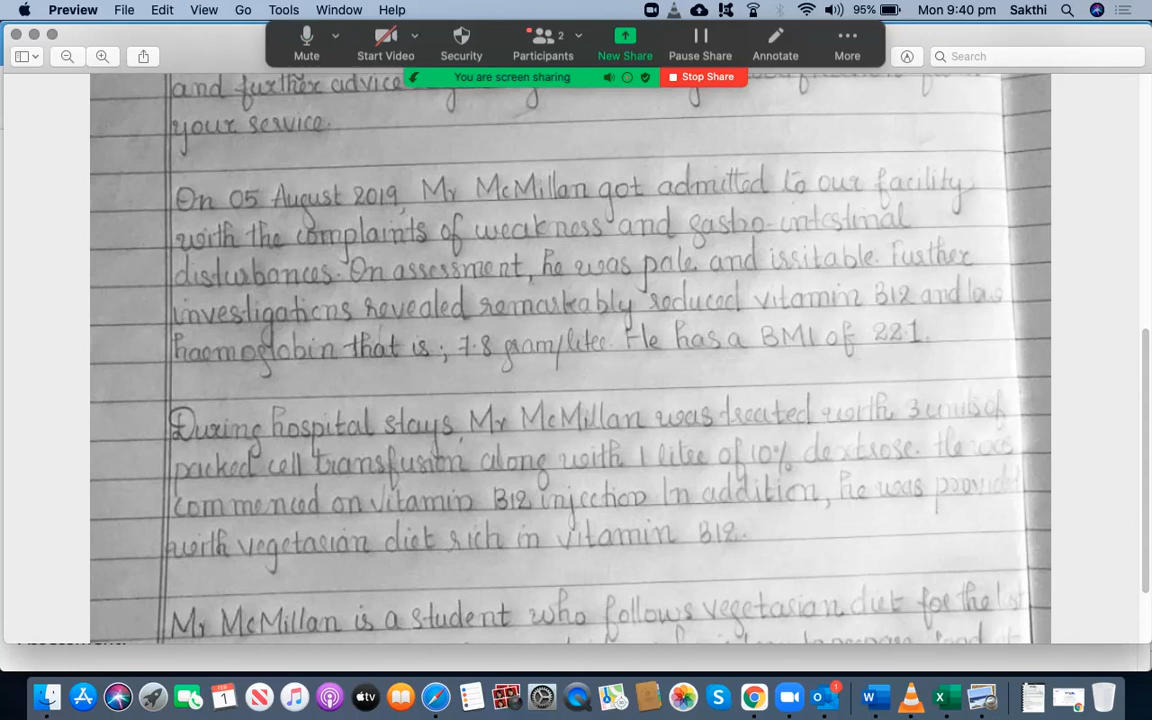 Preview File Edit View Go Tools Window Help 95% Mon 9:40 pm Sakthi
Mute Start Video Security 2 Participants New Share Pause Share Annotate More Search
You are screen sharing Stop Share
and further advice
your service.
On 05 August 2019, Mr McMillan got admitted to our facility
with the complaints of weakness and gastro-intestinal
disturbances. On assessment, he was pale and irritable. Further
investigations revealed remarkably reduced vitamin B12 and low
haemoglobin that is; 7.8 gram/litee. He has a BMI of 22.1.
During hospital stays, Mr McMillan was treated with 3 units of
packed cell transfusion along with 1 litee of 10% dextrose. He was
commenced on vitamin B12 injection In addition, he was provided
with vegetarian diet rich in vitamin B12.
Mr McMillan is a student who follows vegetarian diet for the last
FEB 1 tv 1